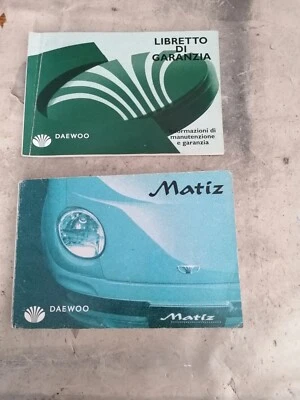 LIBRETTO
DI
GARANZIA
informazioni di
manutenzione
e garanzia
DAEWOO
Matiz
DAEWOO
Matiz